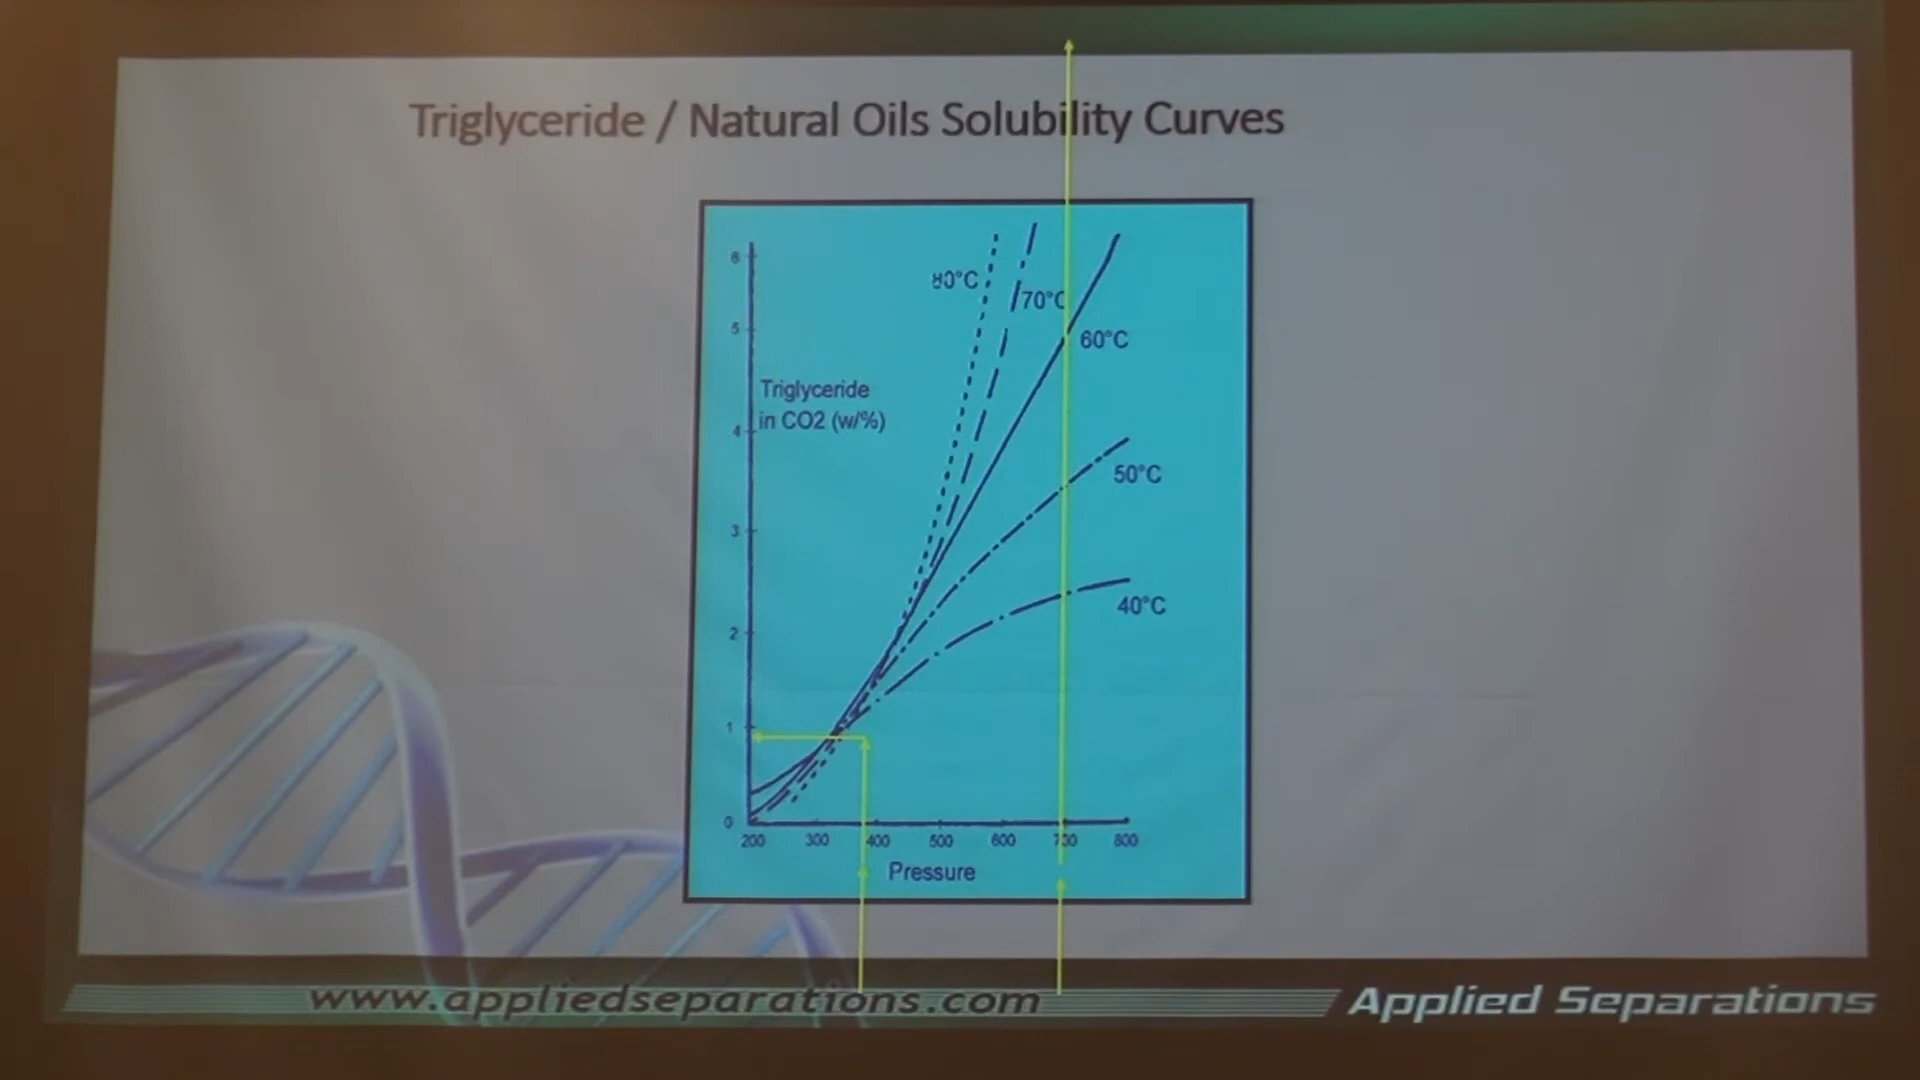 Triglyceride / Natural Oils Solubility Curves
6
80°C
70°C
5
60°C
Triglyceride
in CO2 (w/%)
4
50°C
3
40°C
2
1
0
200 300 400 500 600 700 800
Pressure
www.appliedseparations.com
Applied Separations